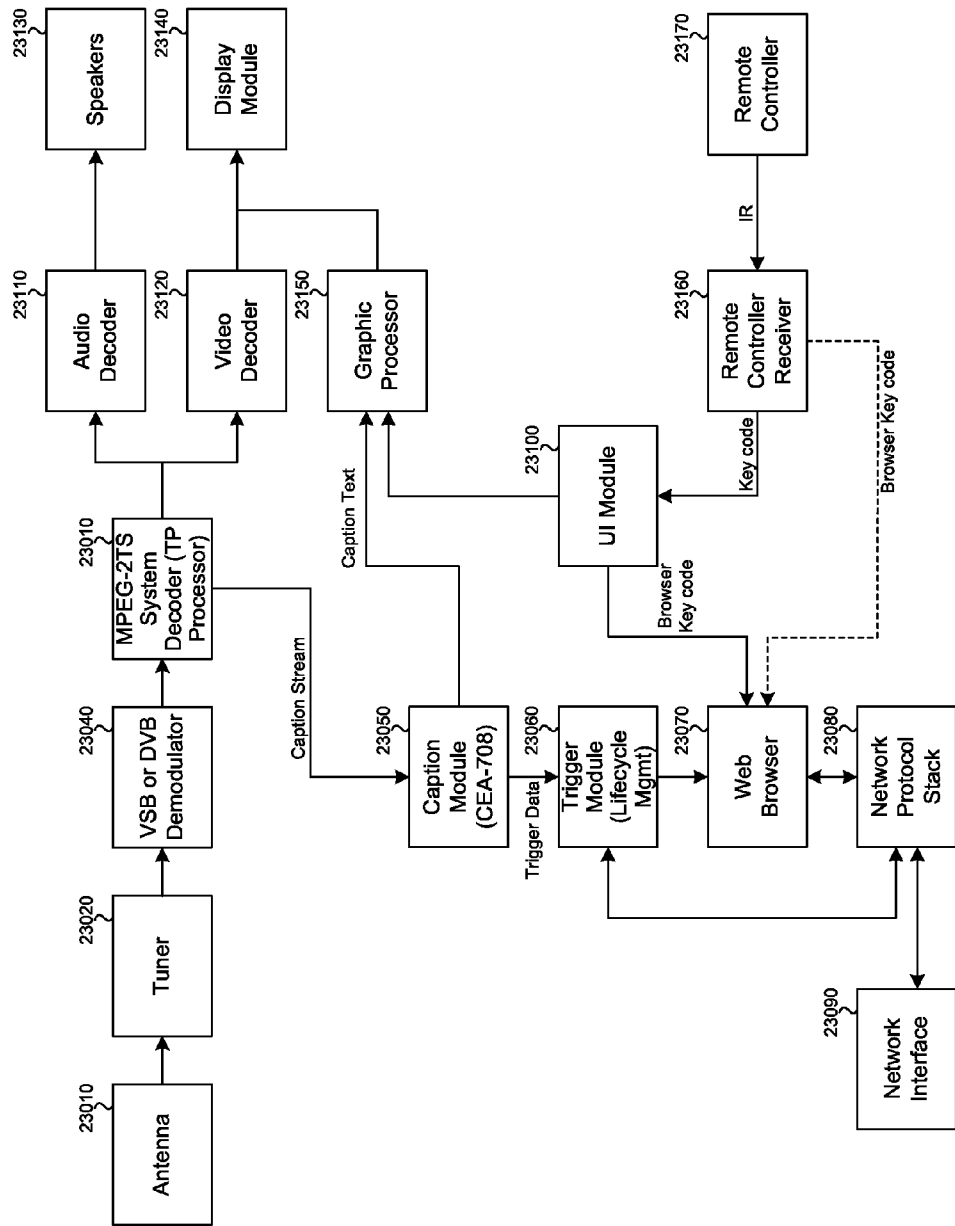 23010
Antenna
23020
Tuner
23040
VSB or DVB
Demodulator
23010
MPEG-2TS
System
Decoder (TP
Processor)
23110
Audio
Decoder
23130
Speakers
23120
Video
Decoder
23140
Display
Module
23150
Graphic
Processor
Caption Stream
Caption Text
23050
Caption
Module
(CEA-708)
Trigger Data
23060
Trigger
Module
(Lifecycle
Mgmt)
23070
Web
Browser
23080
Network
Protocol
Stack
23090
Network
Interface
23100
UI Module
Browser
Key code
Key code
Browser Key code
23160
Remote
Controller
Receiver
IR
23170
Remote
Controller